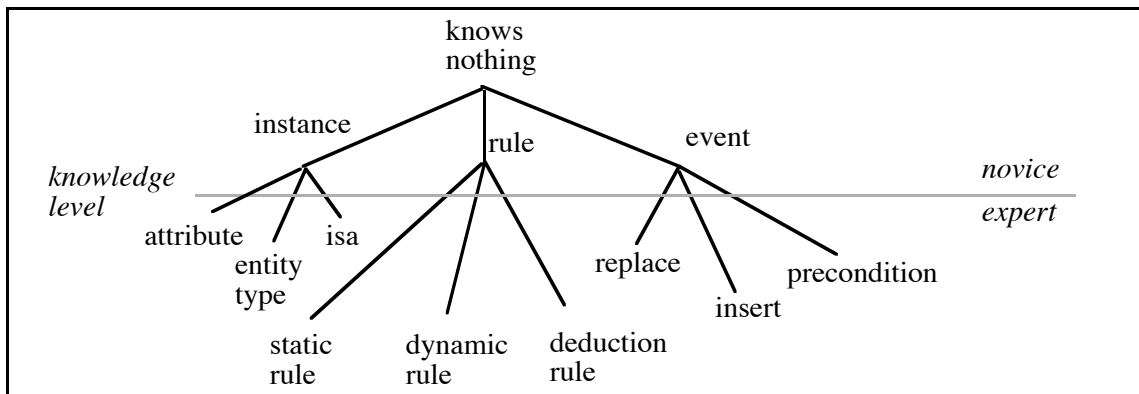 knows
nothing
instance
rule
event
knowledge
level
novice
expert
attribute
entity
type
isa
replace
insert
precondition
static
rule
dynamic
rule
deduction
rule